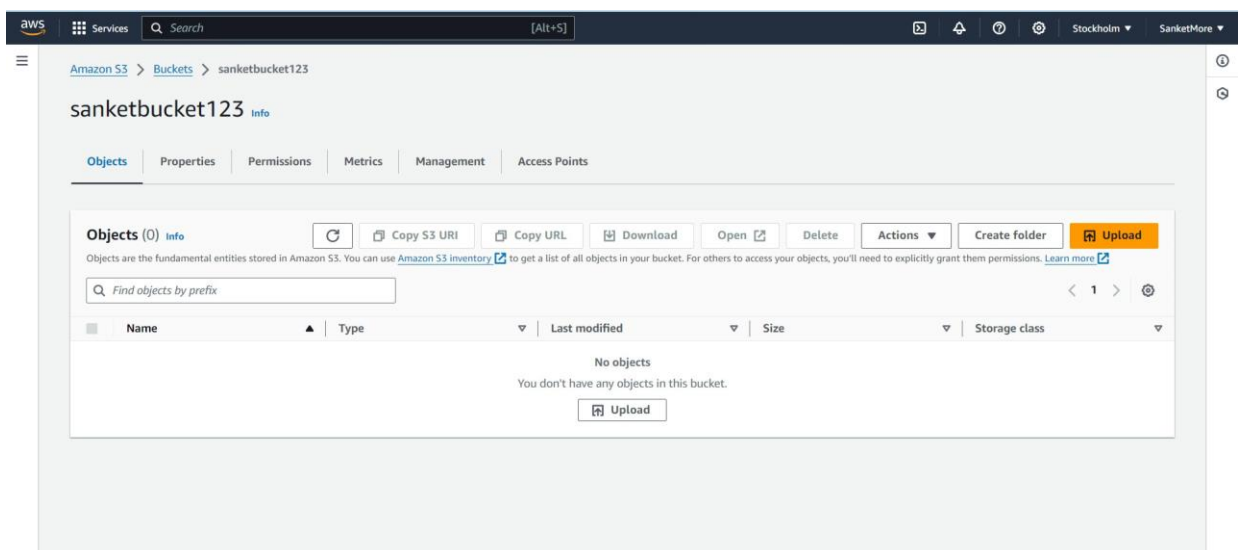 aws Services Search [Alt+S] Stockholm SanketMore
Amazon S3 > Buckets > sanketbucket123
sanketbucket123 Info
Objects Properties Permissions Metrics Management Access Points
Objects (0) Info Copy S3 URI Copy URL Download Open Delete Actions Create folder Upload
Objects are the fundamental entities stored in Amazon S3. You can use Amazon S3 inventory to get a list of all objects in your bucket. For others to access your objects, you'll need to explicitly grant them permissions. Learn more
Find objects by prefix < 1 >
Name Type Last modified Size Storage class
No objects
You don't have any objects in this bucket.
Upload